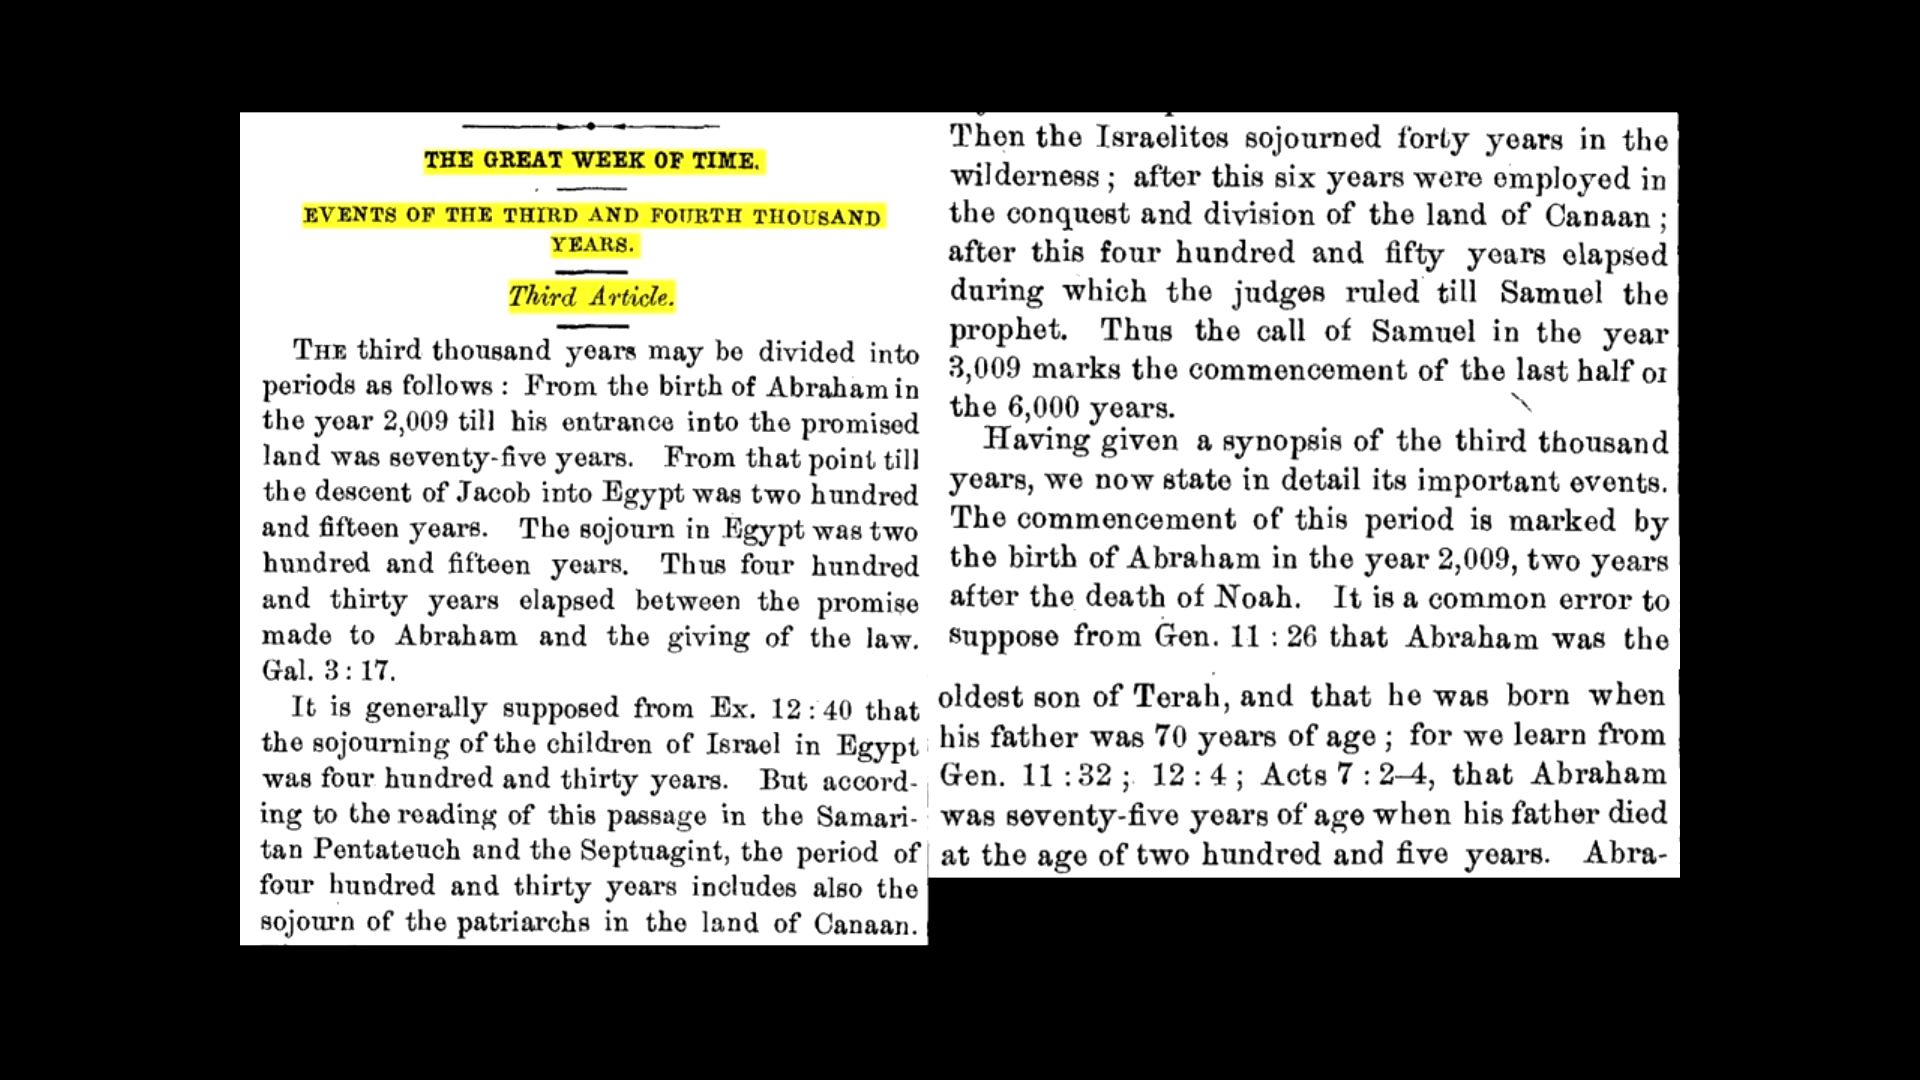 THE GREAT WEEK OF TIME.
EVENTS OF THE THIRD AND FOURTH THOUSAND
YEARS.
Third Article.
THE third thousand years may be divided into
periods as follows : From the birth of Abraham in
the year 2,009 till his entrance into the promised
land was seventy-five years. From that point till
the descent of Jacob into Egypt was two hundred
and fifteen years. The sojourn in Egypt was two
hundred and fifteen years. Thus four hundred
and thirty years elapsed between the promise
made to Abraham and the giving of the law.
Gal. 3 : 17.
It is generally supposed from Ex. 12 : 40 that
the sojourning of the children of Israel in Egypt
was four hundred and thirty years. But accord-
ing to the reading of this passage in the Samari-
tan Pentateuch and the Septuagint, the period of
four hundred and thirty years includes also the
sojourn of the patriarchs in the land of Canaan.
Then the Israelites sojourned forty years in the
wilderness ; after this six years were employed in
the conquest and division of the land of Canaan ;
after this four hundred and fifty years elapsed
during which the judges ruled till Samuel the
prophet. Thus the call of Samuel in the year
3,009 marks the commencement of the last half of
the 6,000 years.
Having given a synopsis of the third thousand
years, we now state in detail its important events.
The commencement of this period is marked by
the birth of Abraham in the year 2,009, two years
after the death of Noah. It is a common error to
suppose from Gen. 11 : 26 that Abraham was the
oldest son of Terah, and that he was born when
his father was 70 years of age ; for we learn from
Gen. 11 : 32 ; 12 : 4 ; Acts 7 : 2–4, that Abraham
was seventy-five years of age when his father died
at the age of two hundred and five years. Abra-